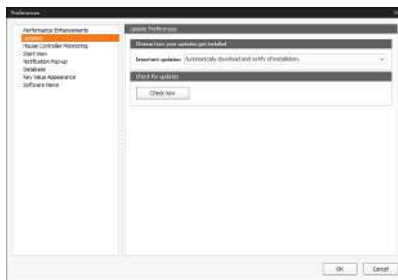 Preferences
Performance Enhancements
Updates
House Controller Monitoring
Start View
Notification Pop-up
Database
Key Value Appearance
Software News
Update Preferences
Choose how your updates get installed
Important updates: Automatically download and notify of installation.
Check for updates
Check now
OK
Cancel